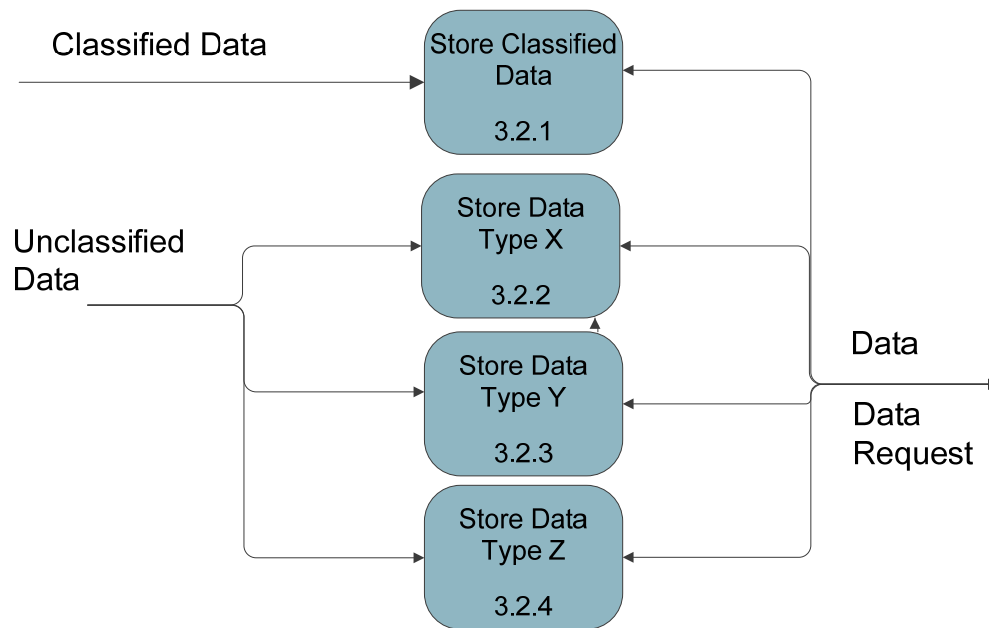 Classified Data
Store Classified
Data
3.2.1
Unclassified
Data
Store Data
Type X
3.2.2
Store Data
Type Y
3.2.3
Store Data
Type Z
3.2.4
Data
Data
Request